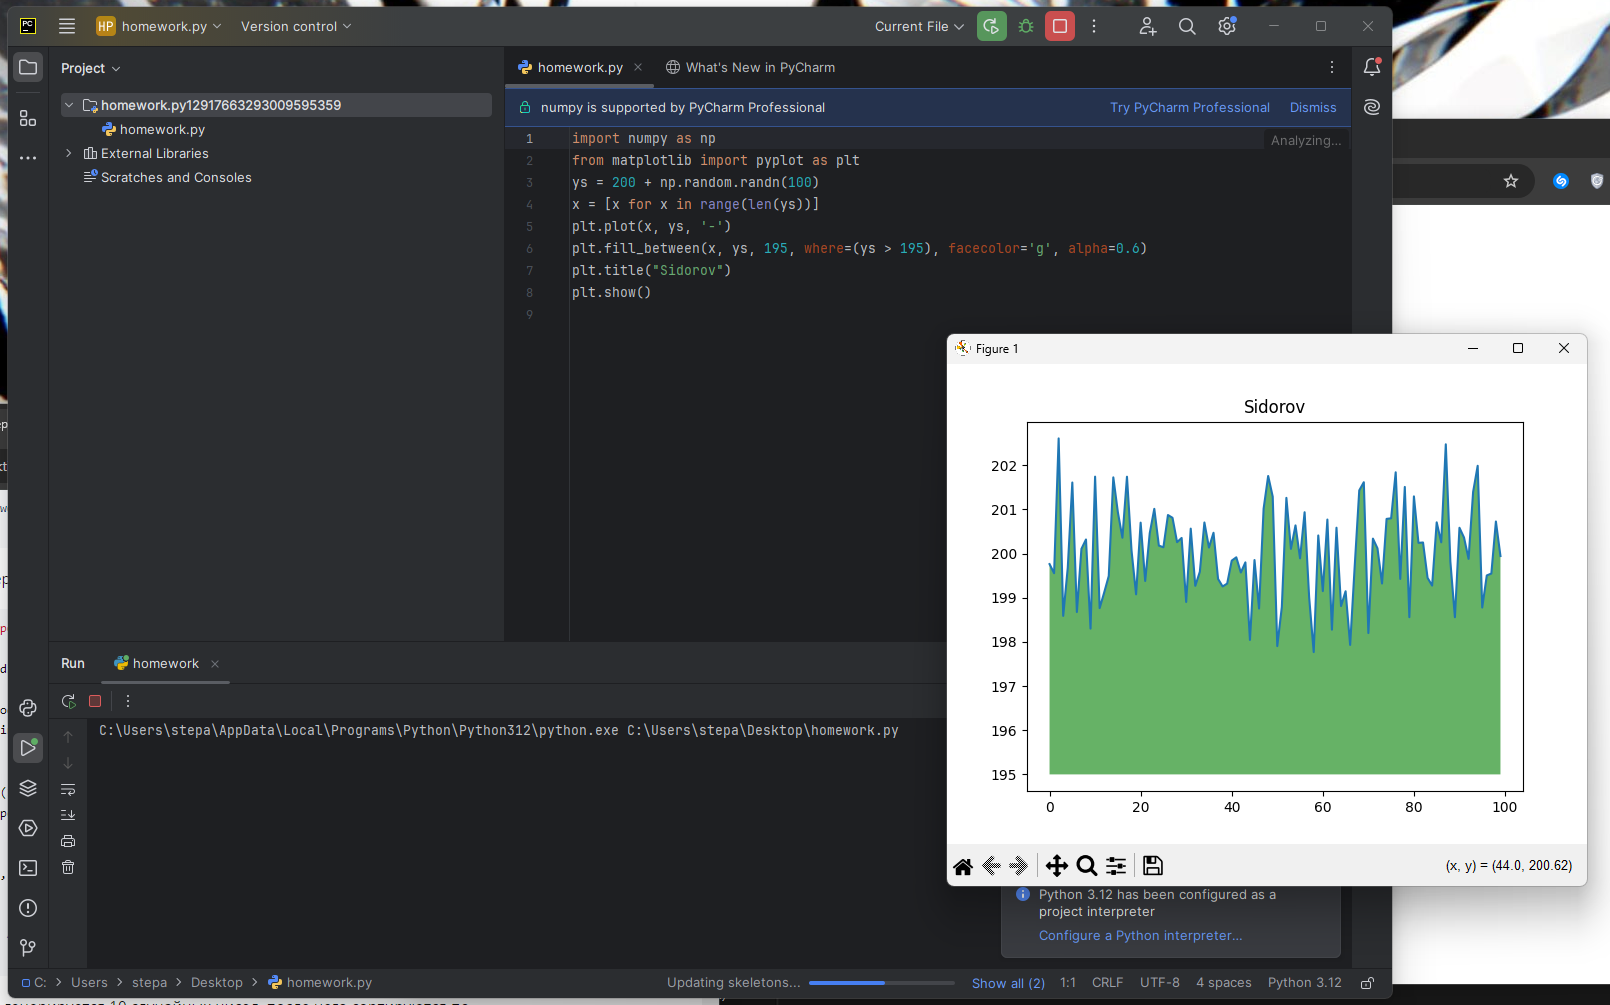 PC
HP homework.py
Version control
Current File
Project
homework.py12917663293009595359
homework.py
External Libraries
Scratches and Consoles
homework.py
What's New in PyCharm
numpy is supported by PyCharm Professional
Try PyCharm Professional
Dismiss
Analyzing...
1 import numpy as np
2 from matplotlib import pyplot as plt
3 ys = 200 + np.random.randn(100)
4 x = [x for x in range(len(ys))]
5 plt.plot(x, ys, '-')
6 plt.fill_between(x, ys, 195, where=(ys > 195), facecolor='g', alpha=0.6)
7 plt.title("Sidorov")
8 plt.show()
9
Figure 1
Sidorov
202
201
200
199
198
197
196
195
0 20 40 60 80 100
(x, y) = (44.0, 200.62)
Run
homework
C:\Users\stepa\AppData\Local\Programs\Python\Python312\python.exe C:\Users\stepa\Desktop\homework.py
Python 3.12 has been configured as a
project interpreter
Configure a Python interpreter...
C: > Users > stepa > Desktop > homework.py
Updating skeletons...
Show all (2)
1:1
CRLF
UTF-8
4 spaces
Python 3.12